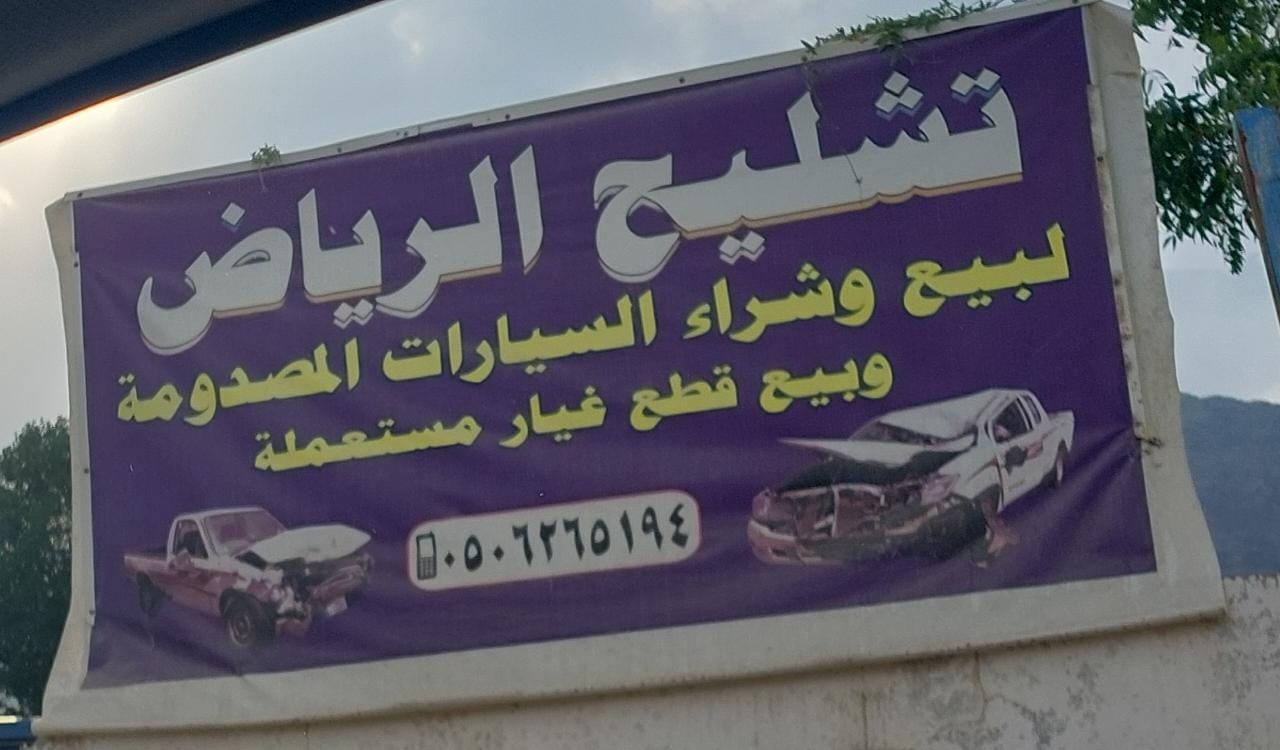 تشليح الرياض
لبيع وشراء السيارات المصدومة
وبيع قطع غيار مستعملة
٠٥٠٦٢٦٥١٩٤